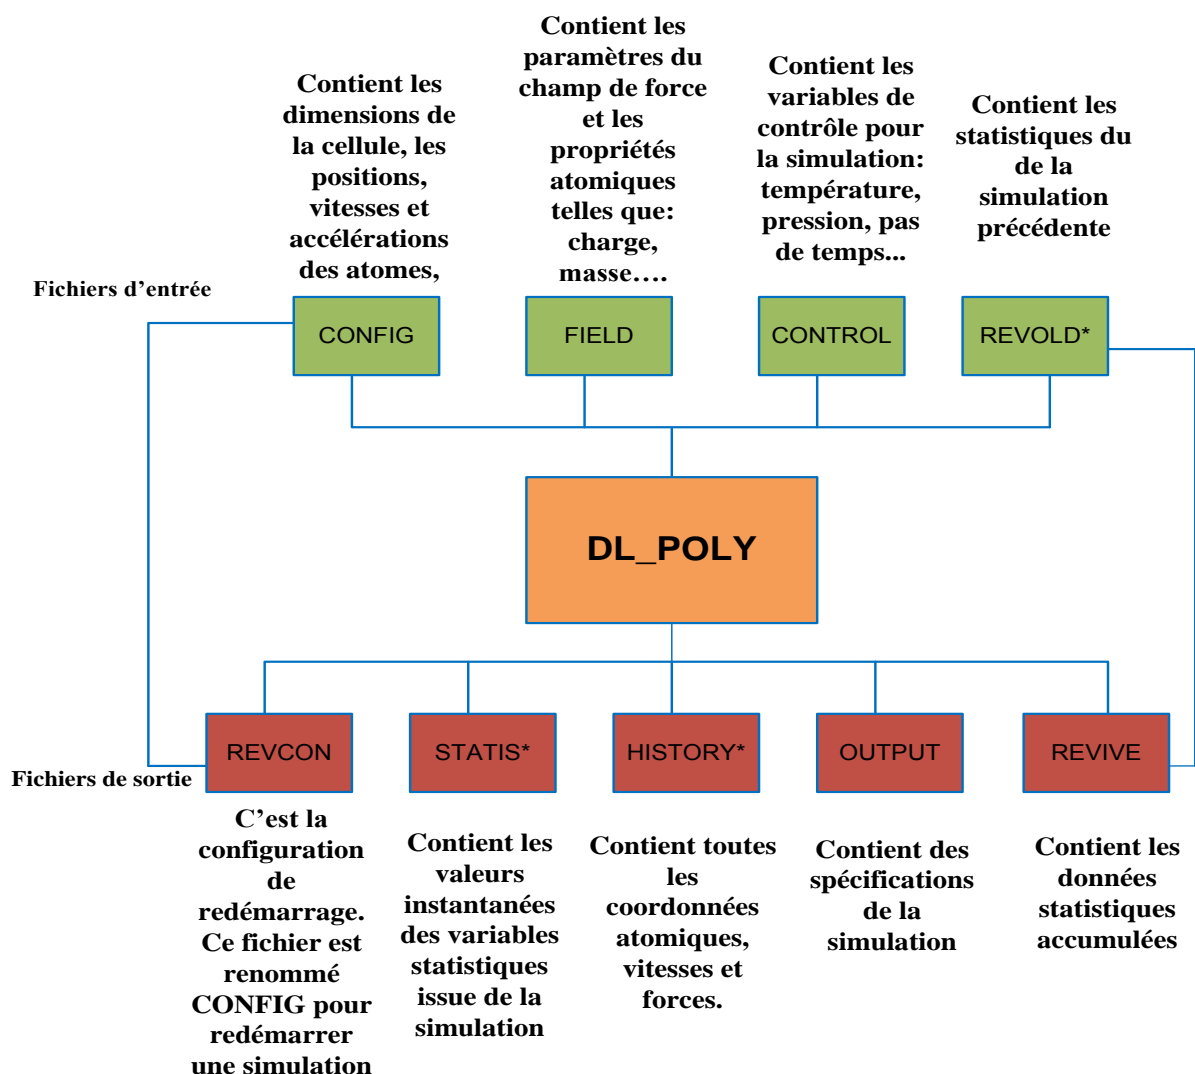 Contient les
dimensions de
la cellule, les
positions,
vitesses et
accélérations
des atomes,
Contient les
paramètres du
champ de force
et les
propriétés
atomiques
telles que:
charge,
masse….
Contient les
variables de
contrôle pour
la simulation:
température,
pression, pas
de temps...
Contient les
statistiques du
de la
simulation
précédente
Fichiers d’entrée
CONFIG
FIELD
CONTROL
REVOLD*
DL_POLY
REVCON
STATIS*
HISTORY*
OUTPUT
REVIVE
Fichiers de sortie
C’est la
configuration
de
redémarrage.
Ce fichier est
renommé
CONFIG pour
redémarrer
une simulation
Contient les
valeurs
instantanées
des variables
statistiques
issue de la
simulation
Contient toutes
les
coordonnées
atomiques,
vitesses et
forces.
Contient des
spécifications
de la
simulation
Contient les
données
statistiques
accumulées